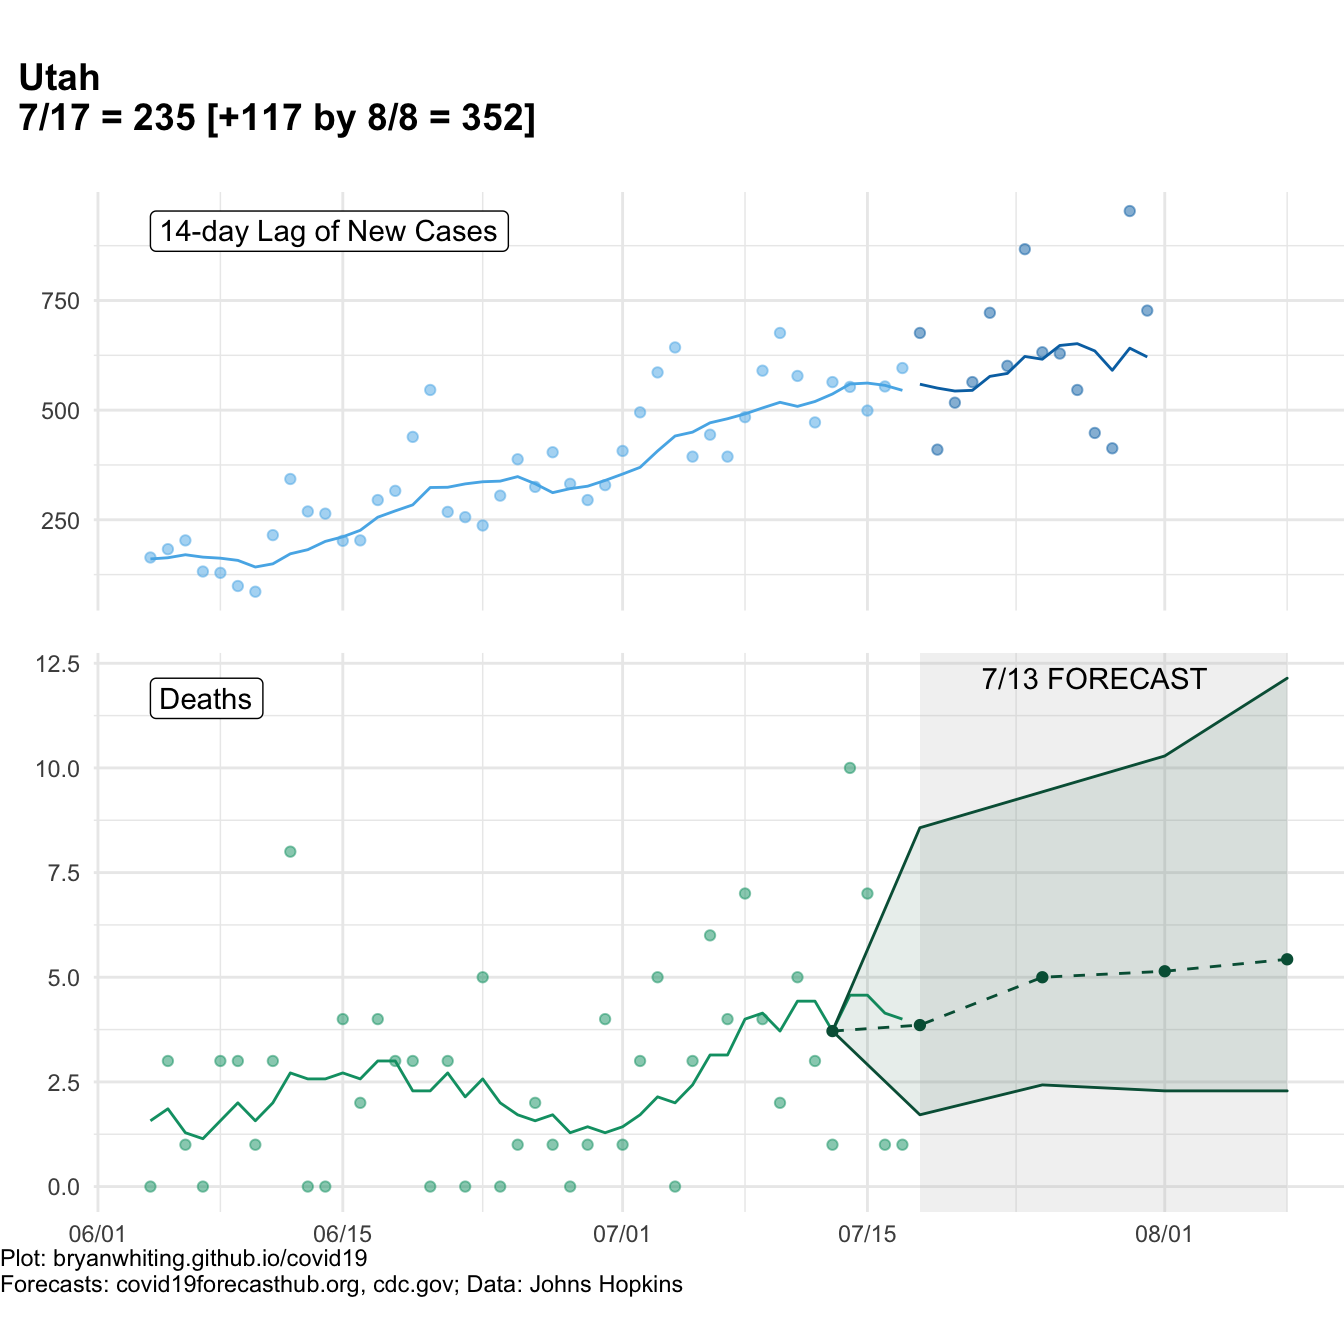 Utah
7/17 = 235 [+117 by 8/8 = 352]
14-day Lag of New Cases
750
500
250
12.5
7/13 FORECAST
Deaths
10.0
7.5
5.0
2.5
0.0
06/01 06/15 07/01 07/15 08/01
Plot: bryanwhiting.github.io/covid19
Forecasts: covid19forecasthub.org, cdc.gov; Data: Johns Hopkins